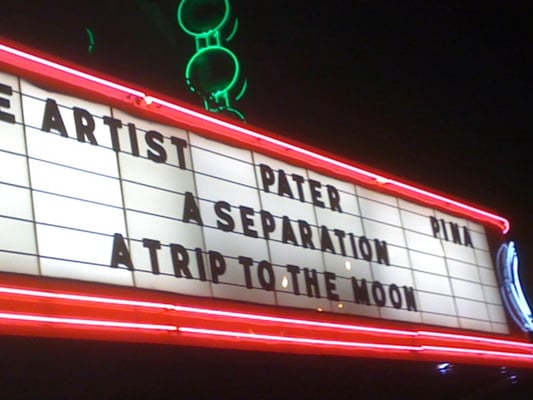 E ARTIST PATER PINA
A SEPARATION
A TRIP TO THE MOON